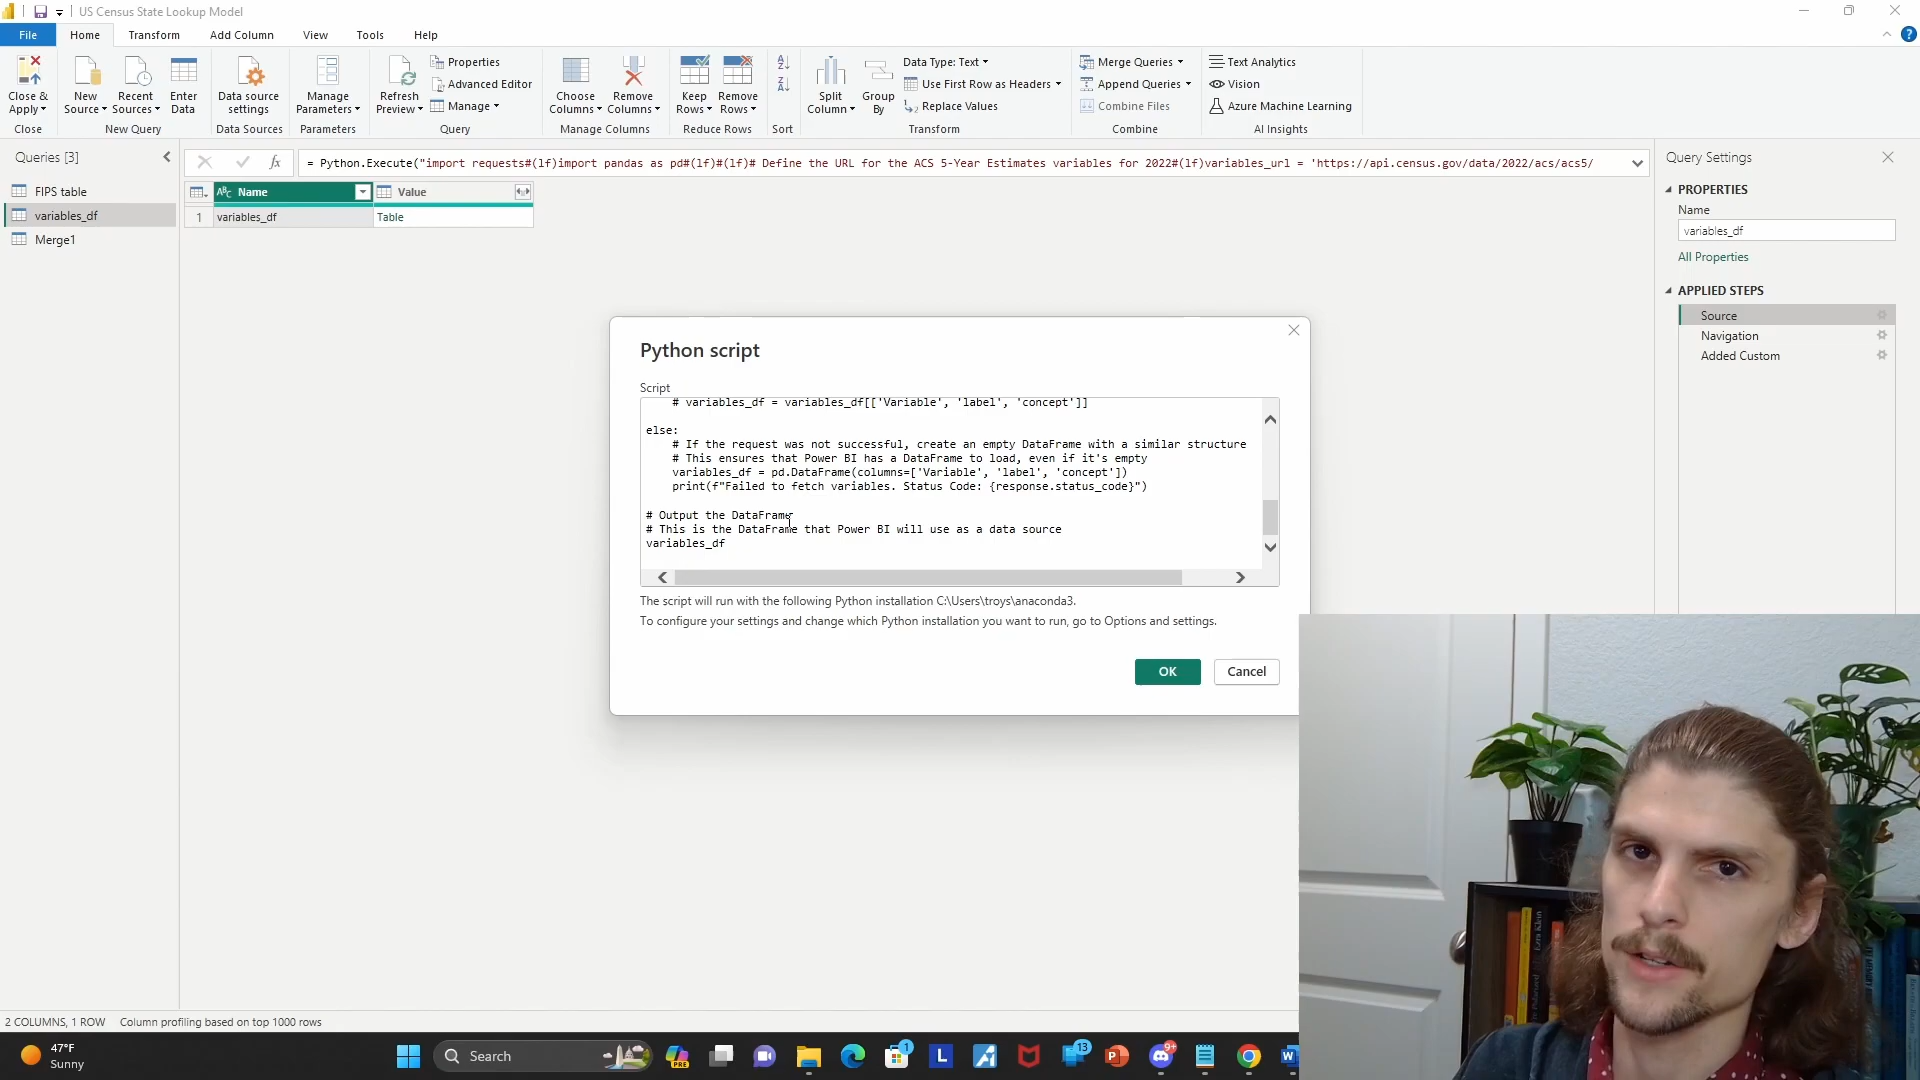 US Census State Lookup Model
File Home Transform Add Column View Tools Help
Close & Apply
New Source
Recent Sources
Enter Data
Data source settings
Manage Parameters
Refresh Preview
Properties
Advanced Editor
Manage
Choose Columns
Remove Columns
Keep Rows
Remove Rows
Split Column
Group By
Data Type: Text
Use First Row as Headers
Replace Values
Merge Queries
Append Queries
Combine Files
Text Analytics
Vision
Azure Machine Learning
Close New Query Data Sources Parameters Query Manage Columns Reduce Rows Sort Transform Combine AI Insights
Queries [3]
FIPS table
variables_df
Merge1
= Python.Execute("import requests#(lf)import pandas as pd#(lf)#(lf)# Define the URL for the ACS 5-Year Estimates variables for 2022#(lf)variables_url = 'https://api.census.gov/data/2022/acs/acs5/
Name Value
1 variables_df Table
Query Settings
PROPERTIES
Name
variables_df
All Properties
APPLIED STEPS
Source
Navigation
Added Custom
Python script
Script
# variables_df = variables_df[['Variable', 'label', 'concept']]
else:
# If the request was not successful, create an empty DataFrame with a similar structure
# This ensures that Power BI has a DataFrame to load, even if it's empty
variables_df = pd.DataFrame(columns=['Variable', 'label', 'concept'])
print(f"Failed to fetch variables. Status Code: {response.status_code}")
# Output the DataFrame
# This is the DataFrame that Power BI will use as a data source
variables_df
The script will run with the following Python installation C:\Users\troys\anaconda3.
To configure your settings and change which Python installation you want to run, go to Options and settings.
OK Cancel
2 COLUMNS, 1 ROW Column profiling based on top 1000 rows
47°F
Sunny
Search
PRE
1
13
9+